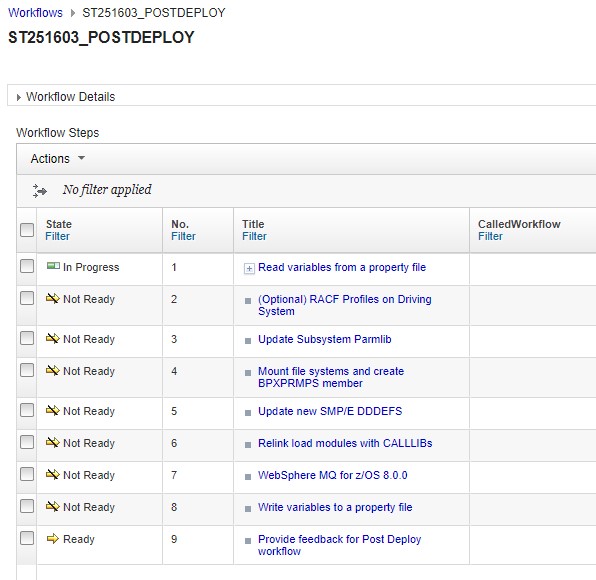 Workflows ST251603_POSTDEPLOY
ST251603_POSTDEPLOY
Workflow Details
Workflow Steps
Actions
No filter applied
State No. Title CalledWorkflow
Filter Filter Filter Filter
In Progress 1 Read variables from a property file
Not Ready 2 (Optional) RACF Profiles on Driving
System
Not Ready 3 Update Subsystem Parmlib
Not Ready 4 Mount file systems and create
BPXPRMPS member
Not Ready 5 Update new SMP/E DDDEFS
Not Ready 6 Relink load modules with CALLLIBs
Not Ready 7 WebSphere MQ for z/OS 8.0.0
Not Ready 8 Write variables to a property file
Ready 9 Provide feedback for Post Deploy
workflow